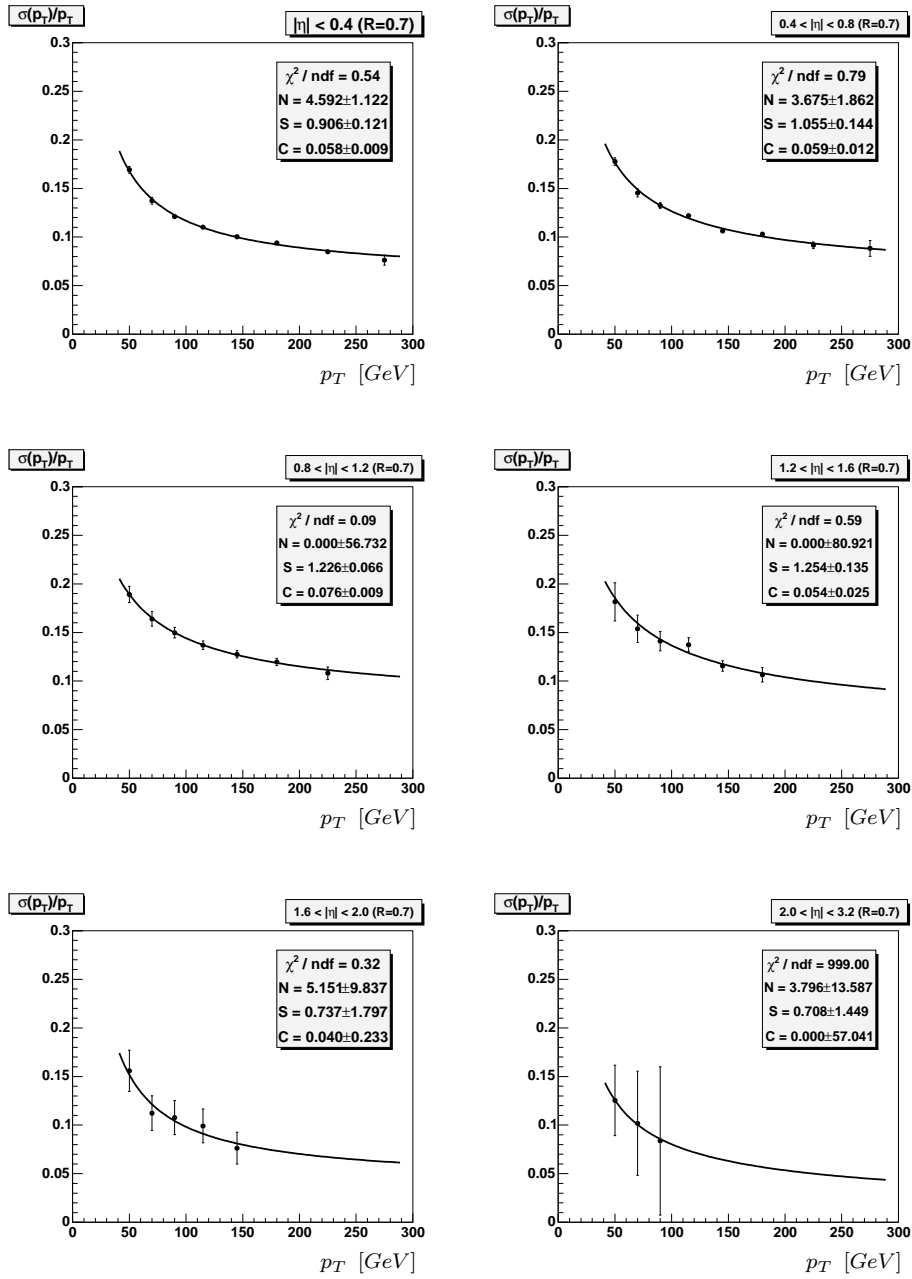 σ(p_T)/p_T
|η| < 0.4 (R=0.7)
χ² / ndf = 0.54
N = 4.592±1.122
S = 0.906±0.121
C = 0.058±0.009
0.3
0.25
0.2
0.15
0.1
0.05
0
0 50 100 150 200 250 300
p_T [GeV]
σ(p_T)/p_T
0.4 < |η| < 0.8 (R=0.7)
χ² / ndf = 0.79
N = 3.675±1.862
S = 1.055±0.144
C = 0.059±0.012
0.3
0.25
0.2
0.15
0.1
0.05
0
0 50 100 150 200 250 300
p_T [GeV]
σ(p_T)/p_T
0.8 < |η| < 1.2 (R=0.7)
χ² / ndf = 0.09
N = 0.000±56.732
S = 1.226±0.066
C = 0.076±0.009
0.3
0.25
0.2
0.15
0.1
0.05
0
0 50 100 150 200 250 300
p_T [GeV]
σ(p_T)/p_T
1.2 < |η| < 1.6 (R=0.7)
χ² / ndf = 0.59
N = 0.000±80.921
S = 1.254±0.135
C = 0.054±0.025
0.3
0.25
0.2
0.15
0.1
0.05
0
0 50 100 150 200 250 300
p_T [GeV]
σ(p_T)/p_T
1.6 < |η| < 2.0 (R=0.7)
χ² / ndf = 0.32
N = 5.151±9.837
S = 0.737±1.797
C = 0.040±0.233
0.3
0.25
0.2
0.15
0.1
0.05
0
0 50 100 150 200 250 300
p_T [GeV]
σ(p_T)/p_T
2.0 < |η| < 3.2 (R=0.7)
χ² / ndf = 999.00
N = 3.796±13.587
S = 0.708±1.449
C = 0.000±57.041
0.3
0.25
0.2
0.15
0.1
0.05
0
0 50 100 150 200 250 300
p_T [GeV]